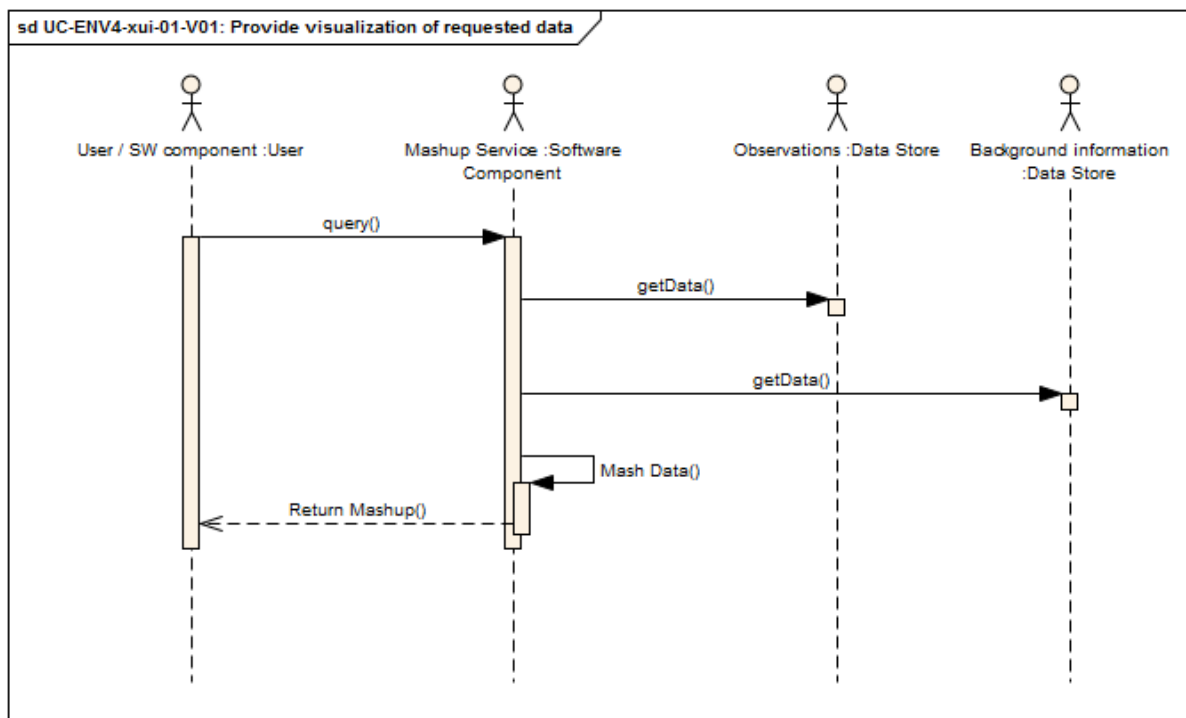 sd UC-ENV4-xui-01-V01: Provide visualization of requested data
User / SW component :User
Mashup Service :Software
Component
Observations :Data Store
Background information
:Data Store
query()
getData()
getData()
Mash Data()
Return Mashup()